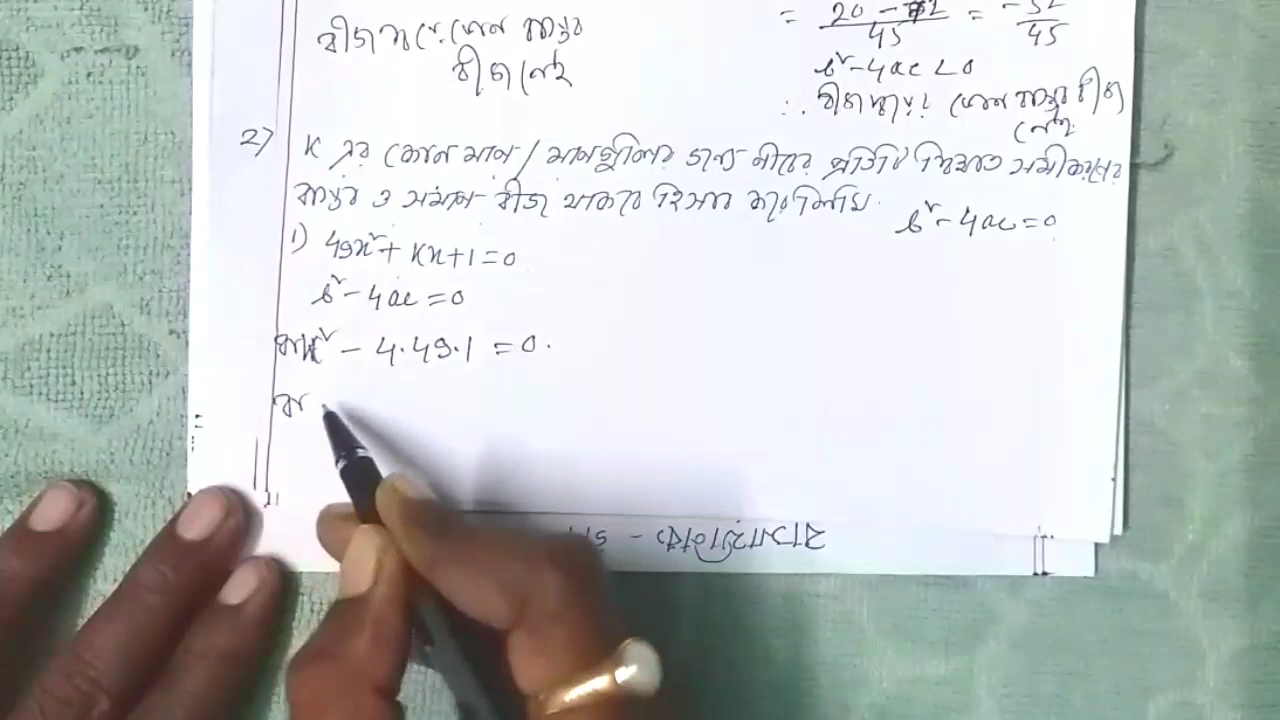 বীজদ্বয়ের কোন বাস্তব
বীজ নেই
= 20 - 72 / 45 = -52 / 45
b² - 4ac < 0
∴ বীজদ্বয়ের কোন বাস্তব বীজ
নেই
2) K এর কোন মান / মানগুলির জন্য নীচের প্রতিটি দ্বিঘাত সমীকরণের
বাস্তব ও সমান বীজ থাকবে হিসাব করে লিখি।
b² - 4ac = 0
1) 49x² + Kx + 1 = 0
b² - 4ac = 0
বা K² - 4.49.1 = 0.
বা